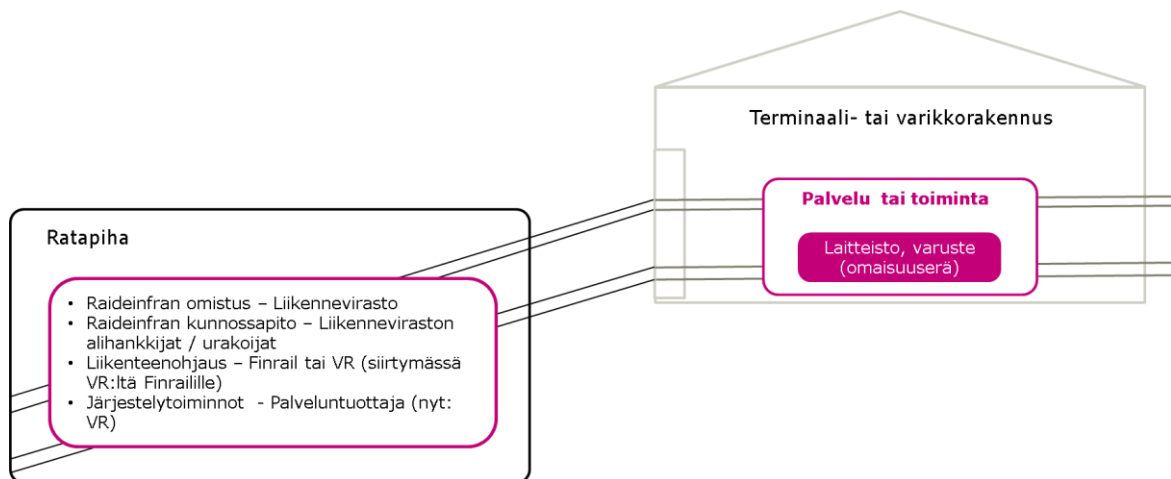 Terminaali- tai varikkorakennus
Palvelu tai toiminta
Laitteisto, varuste
(omaisuuserä)
Ratapiha
• Raideinfran omistus – Liikennevirasto
• Raideinfran kunnossapito – Liikenneviraston
alihankkijat / urakoijat
• Liikenteenohjaus – Finrail tai VR (siirtymässä
VR:ltä Finrailille)
• Järjestelytoiminnot - Palveluntuottaja (nyt:
VR)